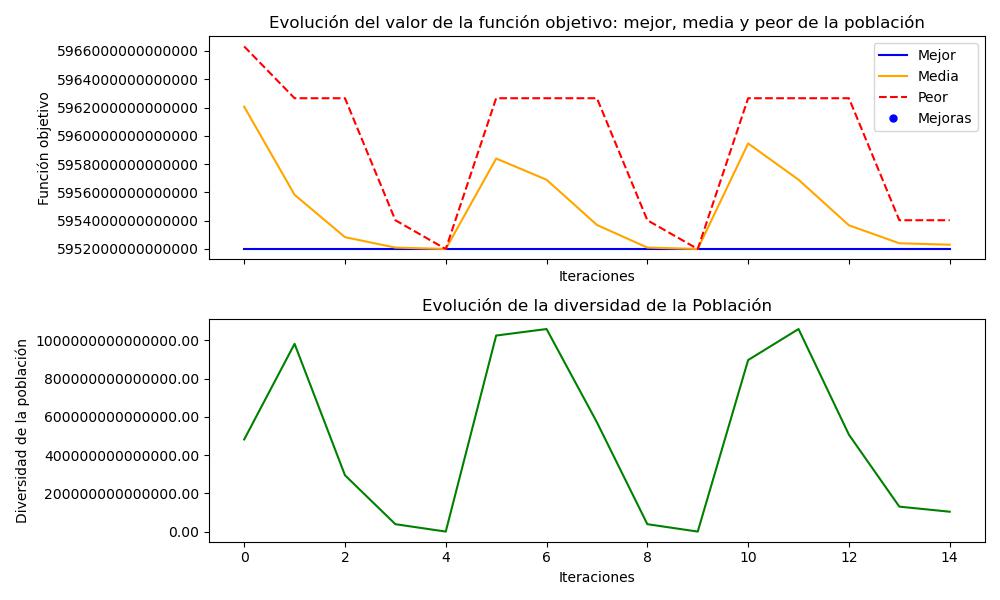 Evolución del valor de la función objetivo: mejor, media y peor de la población
Función objetivo
5966000000000000
5964000000000000
5962000000000000
5960000000000000
5958000000000000
5956000000000000
5954000000000000
5952000000000000
Mejor
Media
Peor
Mejoras
Iteraciones
Evolución de la diversidad de la Población
Diversidad de la población
1000000000000000.00
800000000000000.00
600000000000000.00
400000000000000.00
200000000000000.00
0.00
0 2 4 6 8 10 12 14
Iteraciones